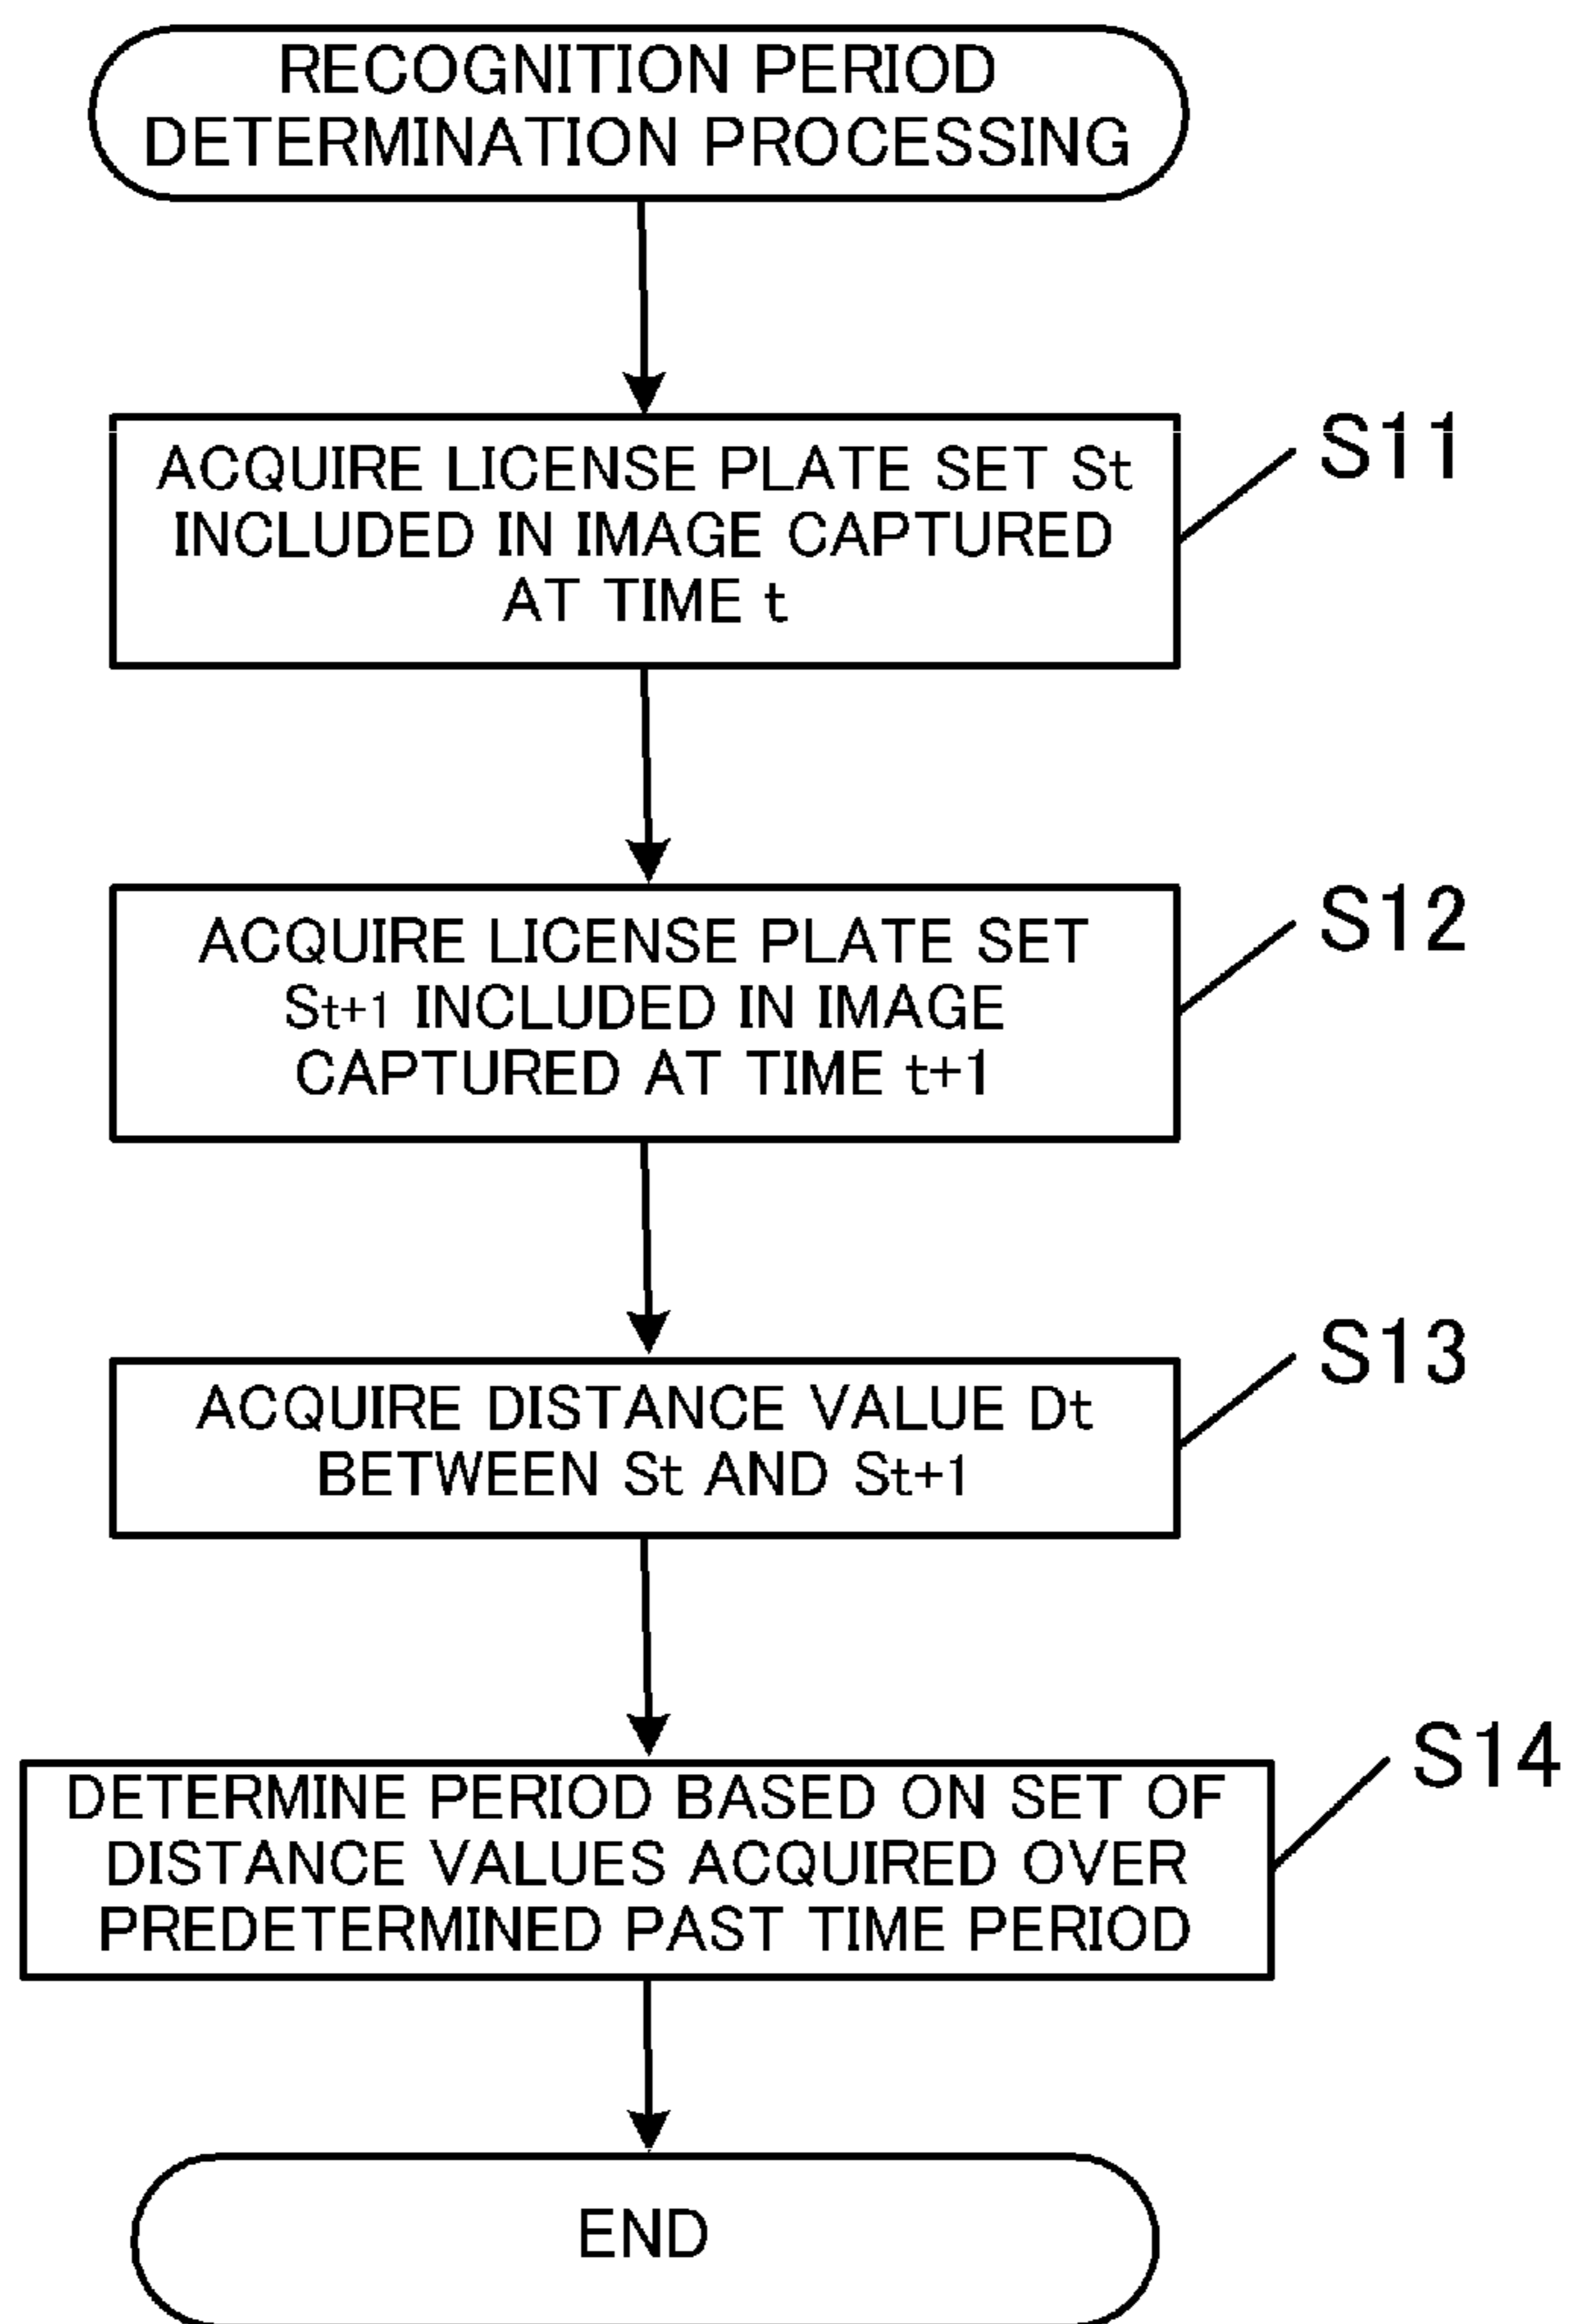 RECOGNITION PERIOD
DETERMINATION PROCESSING
S11
ACQUIRE LICENSE PLATE SET St
INCLUDED IN IMAGE CAPTURED
AT TIME t
S12
ACQUIRE LICENSE PLATE SET
St+1 INCLUDED IN IMAGE
CAPTURED AT TIME t+1
S13
ACQUIRE DISTANCE VALUE Dt
BETWEEN St AND St+1
S14
DETERMINE PERIOD BASED ON SET OF
DISTANCE VALUES ACQUIRED OVER
PREDETERMINED PAST TIME PERIOD
END